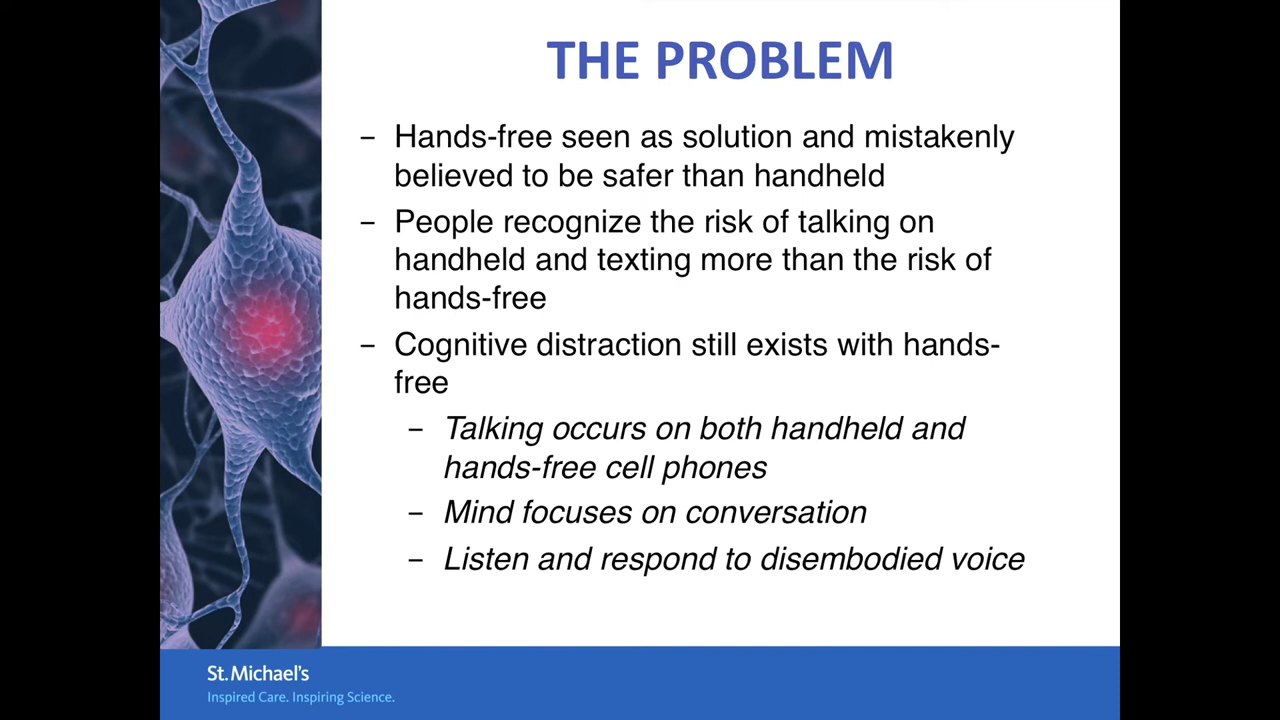 THE PROBLEM
– Hands-free seen as solution and mistakenly
believed to be safer than handheld
– People recognize the risk of talking on
handheld and texting more than the risk of
hands-free
– Cognitive distraction still exists with hands-
free
– Talking occurs on both handheld and
hands-free cell phones
– Mind focuses on conversation
– Listen and respond to disembodied voice
St. Michael's
Inspired Care. Inspiring Science.